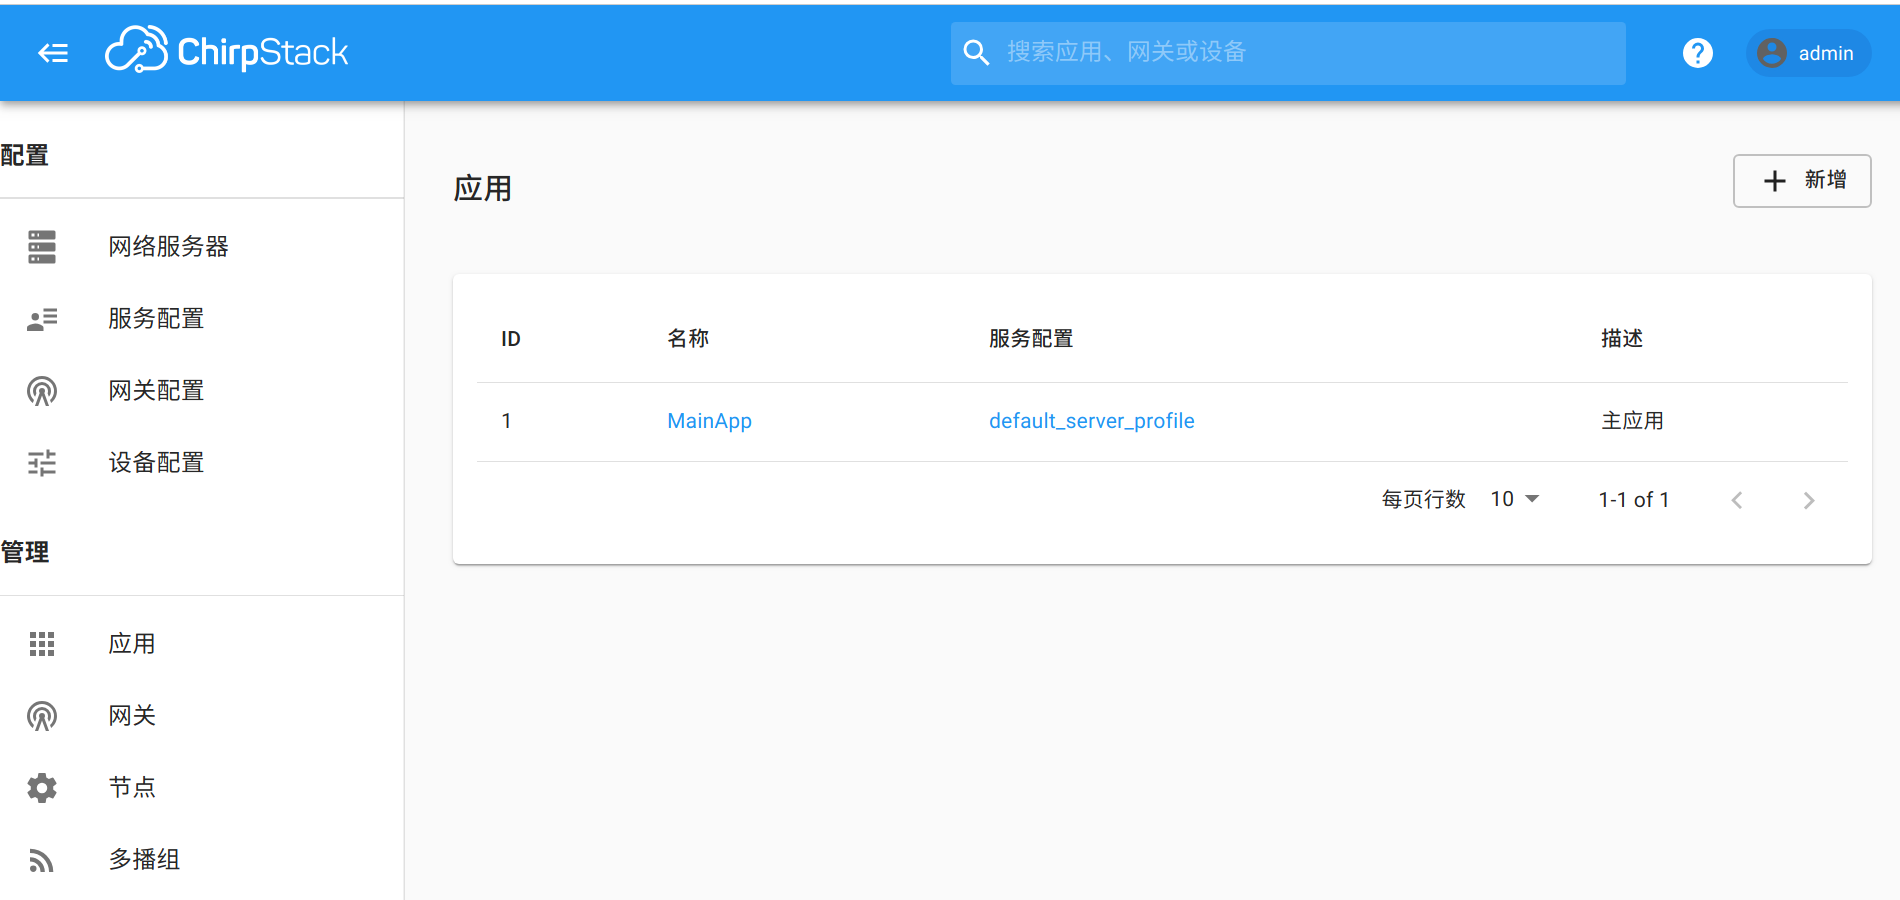 ChirpStack
搜索应用、网关或设备
?
admin
配置
网络服务器
服务配置
网关配置
设备配置
管理
应用
网关
节点
多播组
应用
新增
ID 名称 服务配置 描述
1 MainApp default_server_profile 主应用
每页行数 10 1-1 of 1